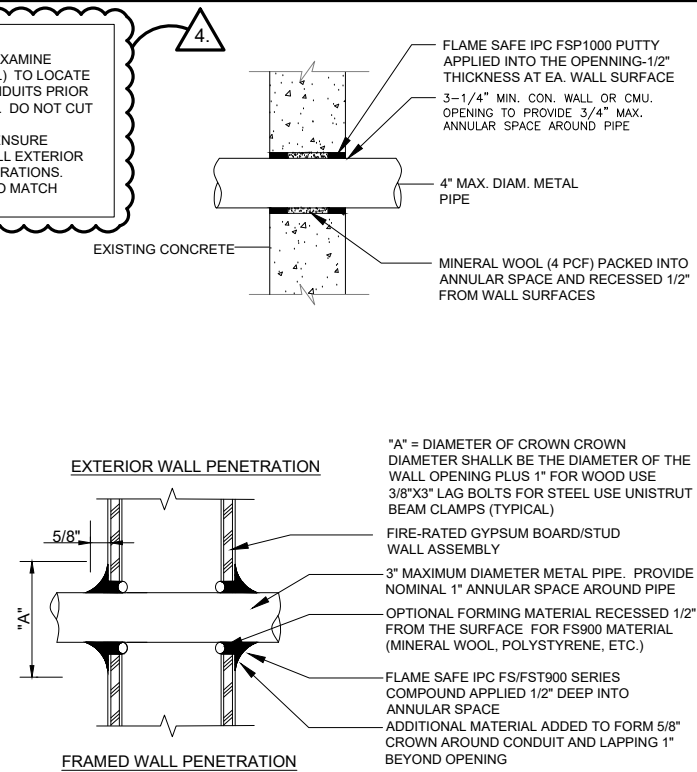 XAMINE
.) TO LOCATE
NDUITS PRIOR
. DO NOT CUT
ENSURE
LL EXTERIOR
RATIONS.
O MATCH
4.
FLAME SAFE IPC FSP1000 PUTTY
APPLIED INTO THE OPENNING-1/2"
THICKNESS AT EA. WALL SURFACE
3-1/4" MIN. CON. WALL OR CMU.
OPENING TO PROVIDE 3/4" MAX.
ANNULAR SPACE AROUND PIPE
4" MAX. DIAM. METAL
PIPE
EXISTING CONCRETE
MINERAL WOOL (4 PCF) PACKED INTO
ANNULAR SPACE AND RECESSED 1/2"
FROM WALL SURFACES
EXTERIOR WALL PENETRATION
"A" = DIAMETER OF CROWN CROWN
DIAMETER SHALLK BE THE DIAMETER OF THE
WALL OPENING PLUS 1" FOR WOOD USE
3/8"X3" LAG BOLTS FOR STEEL USE UNISTRUT
BEAM CLAMPS (TYPICAL)
5/8"
"A"
FIRE-RATED GYPSUM BOARD/STUD
WALL ASSEMBLY
3" MAXIMUM DIAMETER METAL PIPE. PROVIDE
NOMINAL 1" ANNULAR SPACE AROUND PIPE
OPTIONAL FORMING MATERIAL RECESSED 1/2"
FROM THE SURFACE FOR FS900 MATERIAL
(MINERAL WOOL, POLYSTYRENE, ETC.)
FLAME SAFE IPC FS/FST900 SERIES
COMPOUND APPLIED 1/2" DEEP INTO
ANNULAR SPACE
ADDITIONAL MATERIAL ADDED TO FORM 5/8"
CROWN AROUND CONDUIT AND LAPPING 1"
BEYOND OPENING
FRAMED WALL PENETRATION